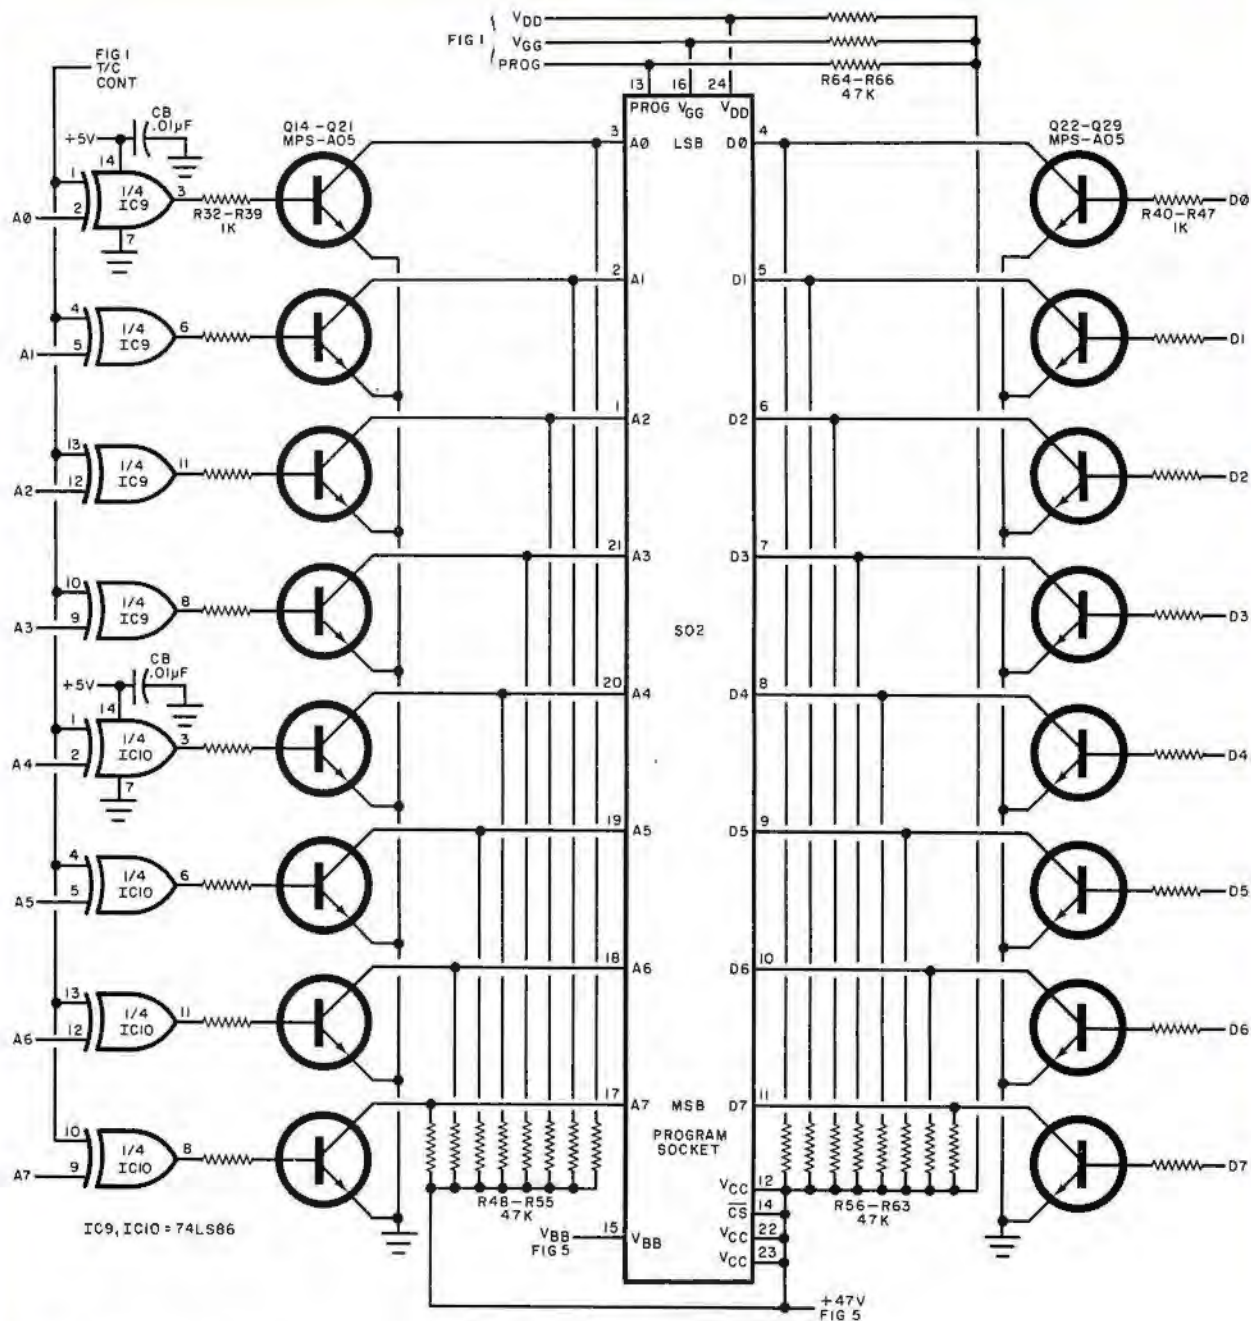 FIG 1
T/C
CONT
FIG 1
VDD
VGG
PROG
R64-R66
47K
13
16
24
PROG
VGG
VDD
+5V
CB
.01µF
14
1
2
A0
1/4
IC9
3
7
R32-R39
1K
Q14-Q21
MPS-A05
3
A0
LSB
D0
4
Q22-Q29
MPS-A05
R40-R47
1K
D0
4
5
A1
1/4
IC9
6
2
A1
D1
5
D1
13
12
A2
1/4
IC9
11
1
A2
D2
6
D2
10
9
A3
1/4
IC9
8
21
A3
D3
7
D3
SO2
+5V
CB
.01µF
14
1
2
A4
1/4
IC10
3
7
20
A4
D4
8
D4
4
5
A5
1/4
IC10
6
19
A5
D5
9
D5
13
12
A6
1/4
IC10
11
18
A6
D6
10
D6
10
9
A7
1/4
IC10
8
17
A7
MSB
D7
11
D7
PROGRAM
SOCKET
R48-R55
47K
R56-R63
47K
VCC 12
CS 14
VCC 22
VCC 23
VBB
FIG 5
15
VBB
IC9, IC10 = 74LS86
+47V
FIG 5